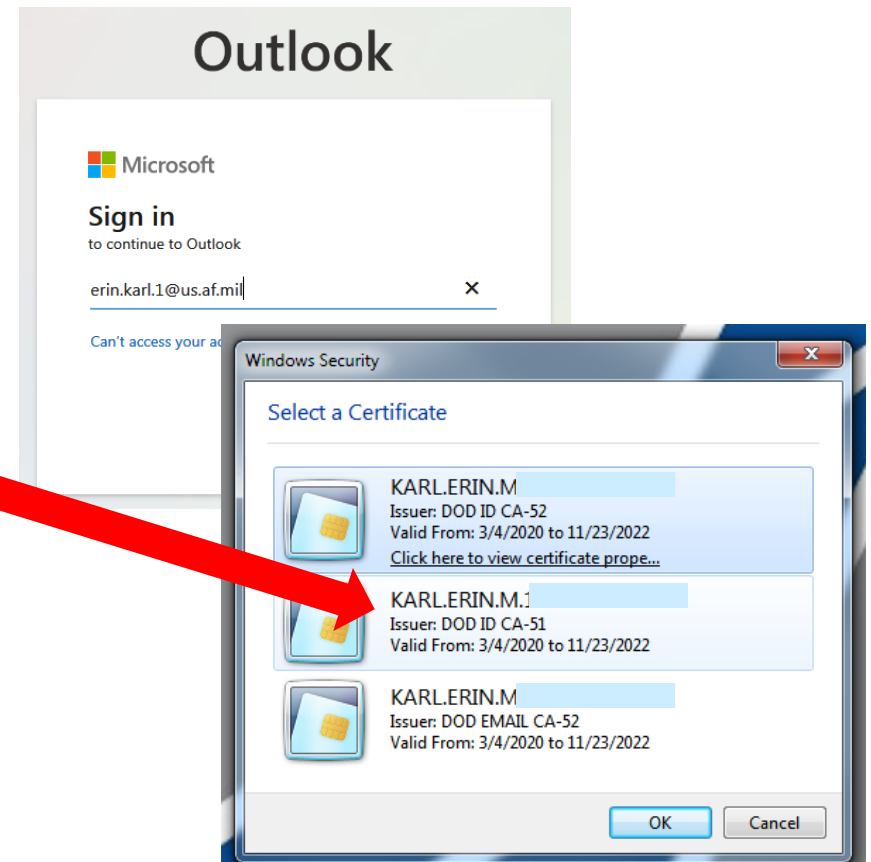 Outlook
Microsoft
Sign in
to continue to Outlook
erin.karl.1@us.af.mil
Can't access your ac
Windows Security
Select a Certificate
KARL.ERIN.M
Issuer: DOD ID CA-52
Valid From: 3/4/2020 to 11/23/2022
Click here to view certificate prope...
KARL.ERIN.M.1
Issuer: DOD ID CA-51
Valid From: 3/4/2020 to 11/23/2022
KARL.ERIN.M
Issuer: DOD EMAIL CA-52
Valid From: 3/4/2020 to 11/23/2022
OK Cancel